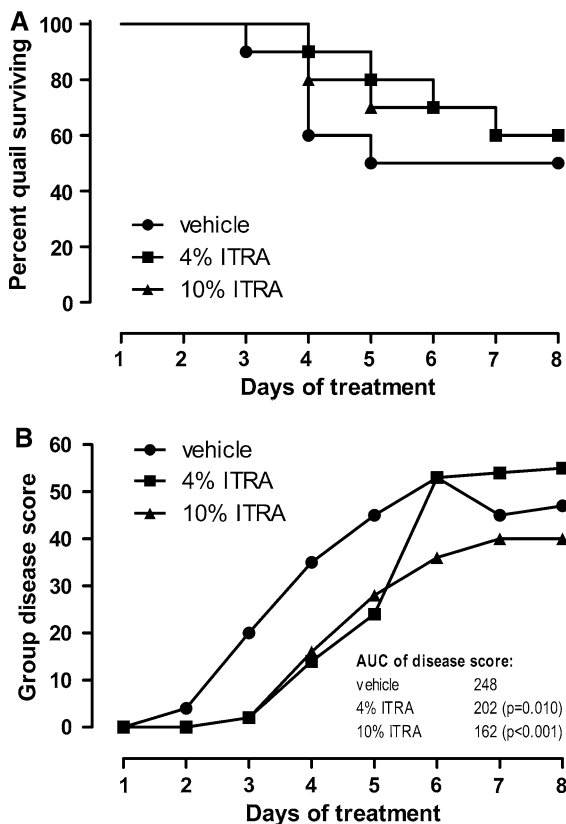 A
Percent quail surviving
100
80
60
40
20
0
vehicle
4% ITRA
10% ITRA
1 2 3 4 5 6 7 8
Days of treatment
B
Group disease score
60
50
40
30
20
10
0
vehicle
4% ITRA
10% ITRA
AUC of disease score:
vehicle 248
4% ITRA 202 (p=0.010)
10% ITRA 162 (p<0.001)
1 2 3 4 5 6 7 8
Days of treatment